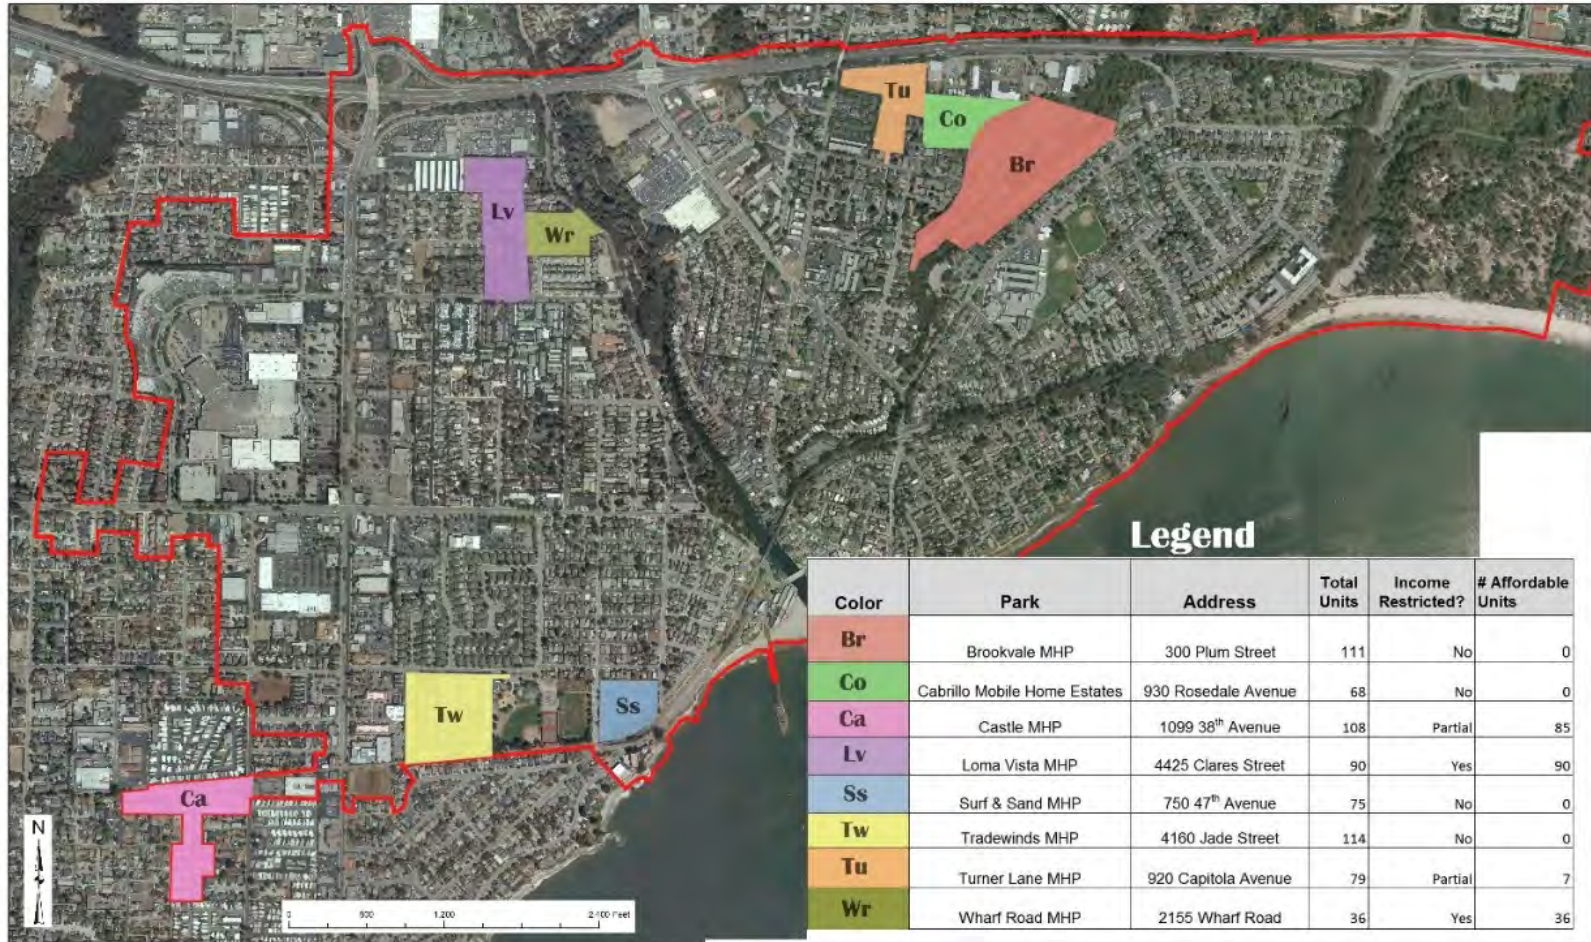 Tu
Co
Br
Lv
Wr
Tw
Ss
Ca
N
0 600 1,200 2,400 Feet
Legend
Color Park Address Total Units Income Restricted? # Affordable Units
Br Brookvale MHP 300 Plum Street 111 No 0
Co Cabrillo Mobile Home Estates 930 Rosedale Avenue 68 No 0
Ca Castle MHP 1099 38th Avenue 108 Partial 85
Lv Loma Vista MHP 4425 Clares Street 90 Yes 90
Ss Surf & Sand MHP 750 47th Avenue 75 No 0
Tw Tradewinds MHP 4160 Jade Street 114 No 0
Tu Turner Lane MHP 920 Capitola Avenue 79 Partial 7
Wr Wharf Road MHP 2155 Wharf Road 36 Yes 36